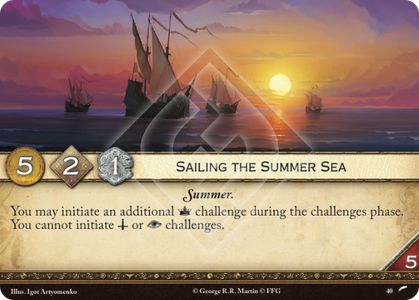 5 2 1 SAILING THE SUMMER SEA
Summer.
You may initiate an additional challenge during the challenges phase.
You cannot initiate or challenges.
5
Illus. Igor Artyomenko © George R.R. Martin © FFG 40